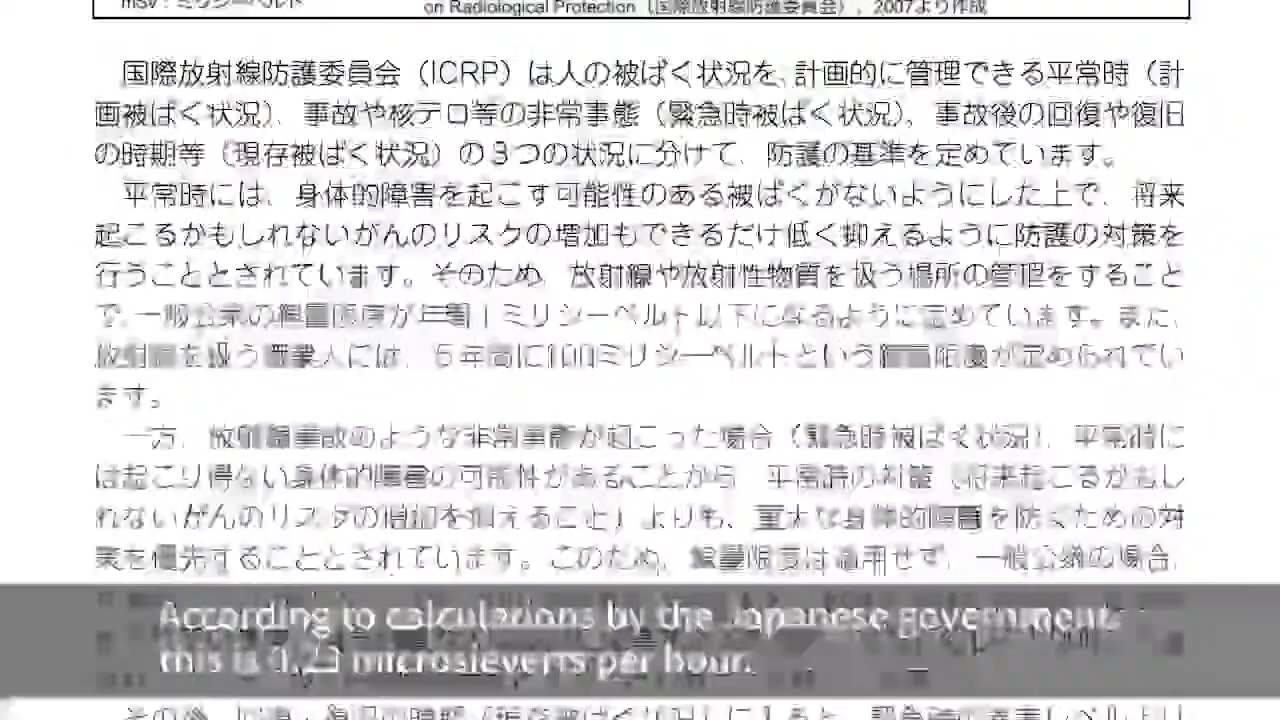 mSv：ミリシーベルト
on Radiological Protection（国際放射線防護委員会），2007より作成
国際放射線防護委員会（ICRP）は人の被ばく状況を、計画的に管理できる平常時（計
画被ばく状況）、事故や核テロ等の非常事態（緊急時被ばく状況）、事故後の回復や復旧
の時期等（現存被ばく状況）の３つの状況に分けて、防護の基準を定めています。
平常時には、身体的障害を起こす可能性のある被ばくがないようにした上で、将来
起こるかもしれないがんのリスクの増加もできるだけ低く抑えるように防護の対策を
行うこととされています。そのため、放射線や放射性物質を扱う場所の管理をすること
で、一般公衆の線量限度が年間１ミリシーベルト以下になるように定めています。また、
放射線を扱う職業人には、５年間に100ミリシーベルトという線量限度が定められてい
ます。
一方、放射線事故のような非常事態が起こった場合（緊急時被ばく状況）、平常時に
は起こり得ない身体的障害の可能性があることから、平常時の対策（将来起こるかもし
れないがんのリスクの増加を抑えること）よりも、重大な身体的障害を防ぐための対
策を優先することとされています。このため、線量限度は適用せず、一般公衆の場合、
According to calculations by the Japanese government,
this is 0,23 microsieverts per hour.